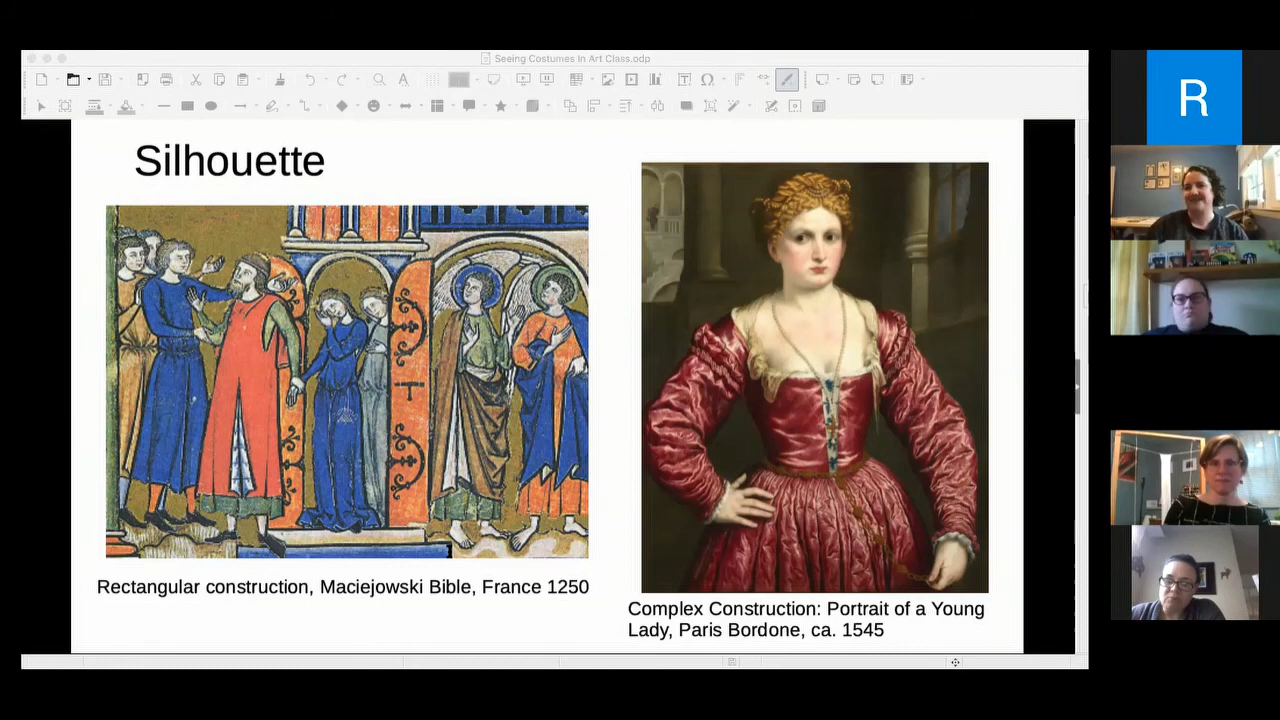 Seeing Costumes In Art Class.odp
Silhouette
Rectangular construction, Maciejowski Bible, France 1250
Complex Construction: Portrait of a Young
Lady, Paris Bordone, ca. 1545
R